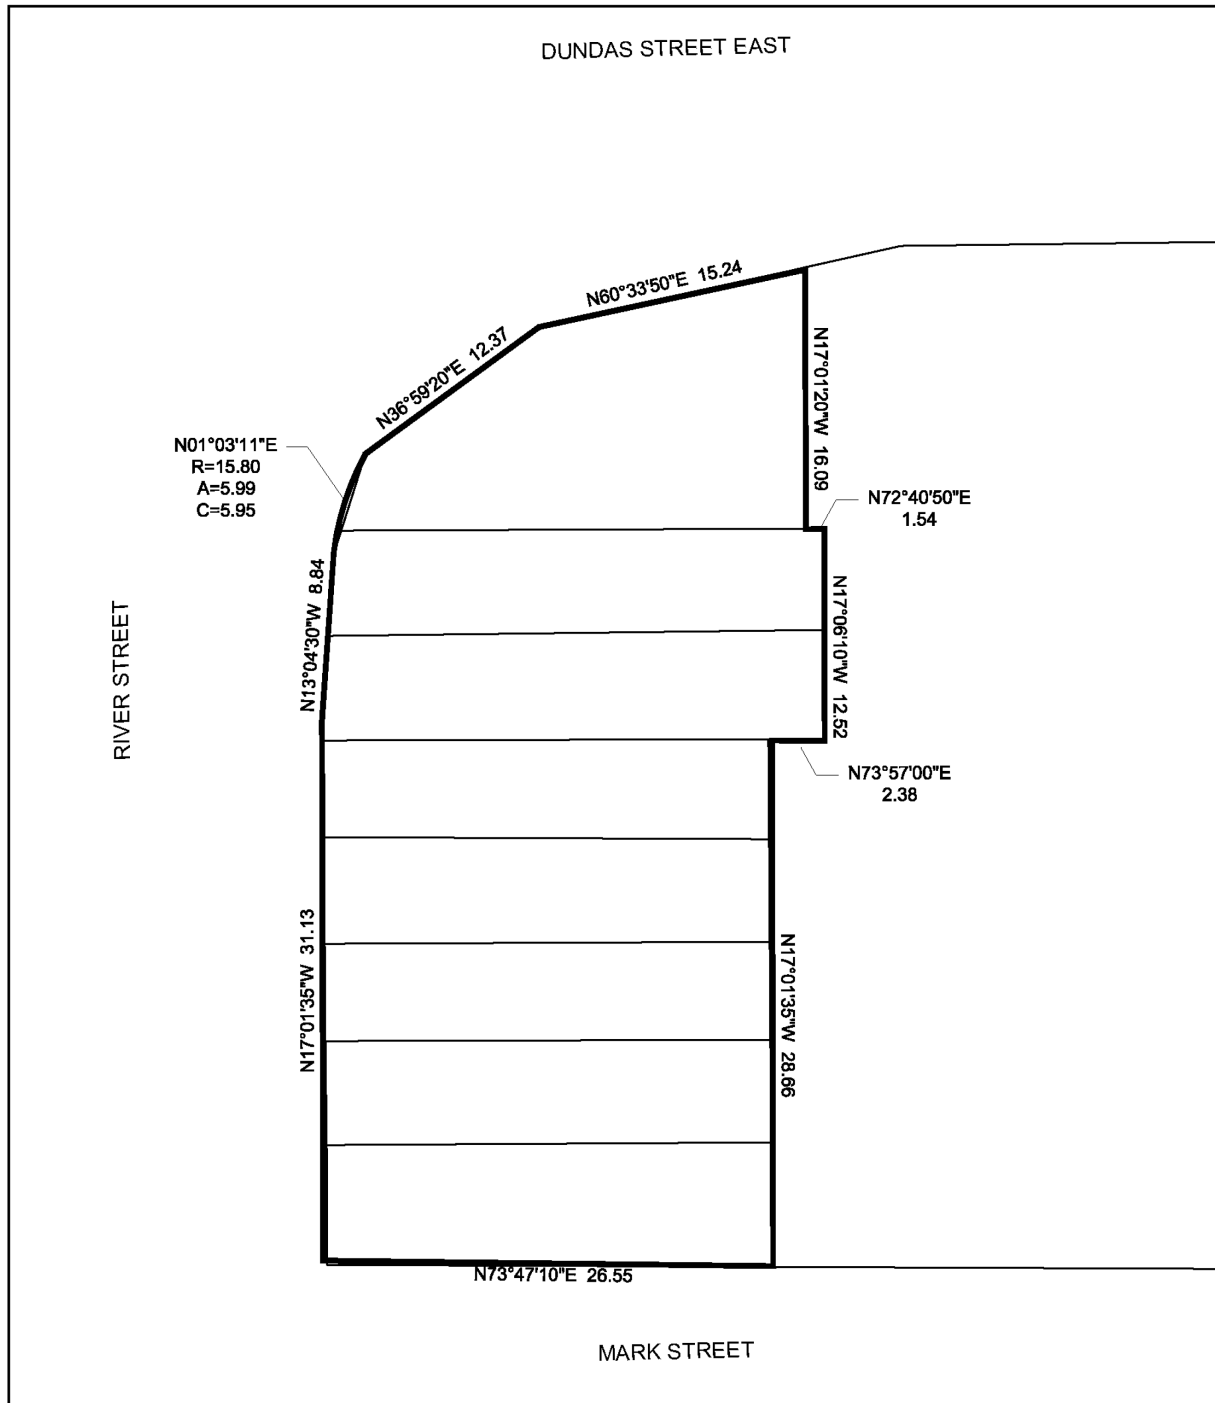 DUNDAS STREET EAST
N60°33'50"E 15.24
N36°59'20"E 12.37
N17°01'20"W 16.09
N01°03'11"E
R=15.80
A=5.99
C=5.95
N72°40'50"E
1.54
N13°04'30"W 8.84
N17°06'10"W 12.52
RIVER STREET
N73°57'00"E
2.38
N17°01'35"W 31.13
N17°01'35"W 28.66
N73°47'10"E 26.55
MARK STREET